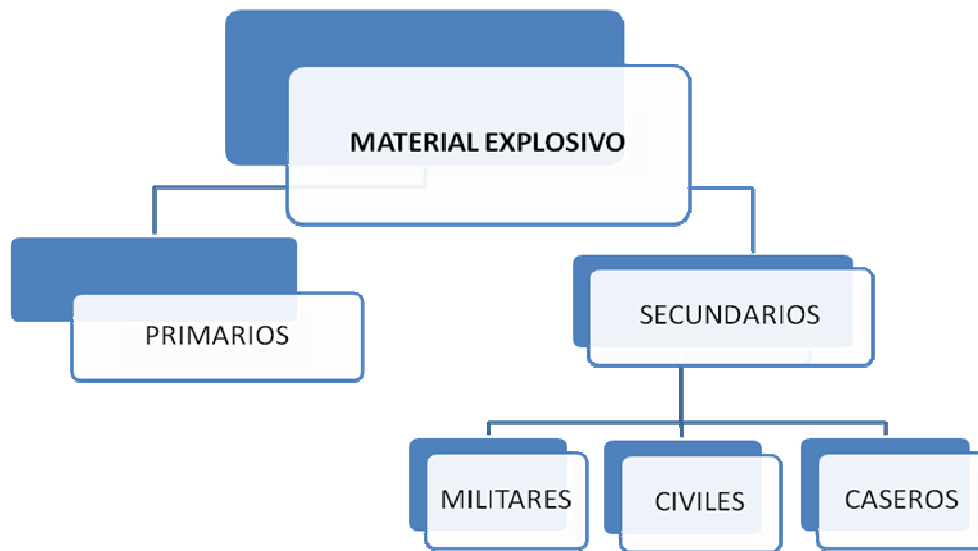 MATERIAL EXPLOSIVO
PRIMARIOS
SECUNDARIOS
MILITARES
CIVILES
CASEROS